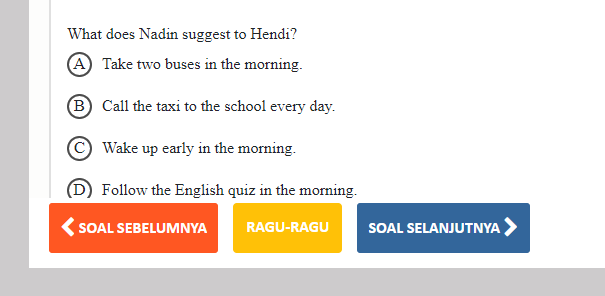 What does Nadin suggest to Hendi?
A Take two buses in the morning.
B Call the taxi to the school every day.
C Wake up early in the morning.
D Follow the English quiz in the morning.
SOAL SEBELUMNYA RAGU-RAGU SOAL SELANJUTNYA